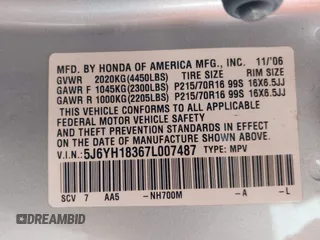 MFD. BY HONDA OF AMERICA MFG., INC. 11/'06
GVWR 2020KG(4450LBS) TIRE SIZE RIM SIZE
GAWR F 1045KG(2300LBS) P215/70R16 99S 16X6.5JJ
GAWR R 1000KG(2205LBS) P215/70R16 99S 16X6.5JJ
THIS VEHICLE CONFORMS TO ALL APPLICABLE
FEDERAL MOTOR VEHICLE SAFETY
STANDARDS IN EFFECT ON THE
DATE OF MANUFACTURE SHOWN ABOVE.
V.I.N.: 5J6YH18367L007487 TYPE: MPV
SCV 7 AA5 -NH700M -A -L
DREAMBID